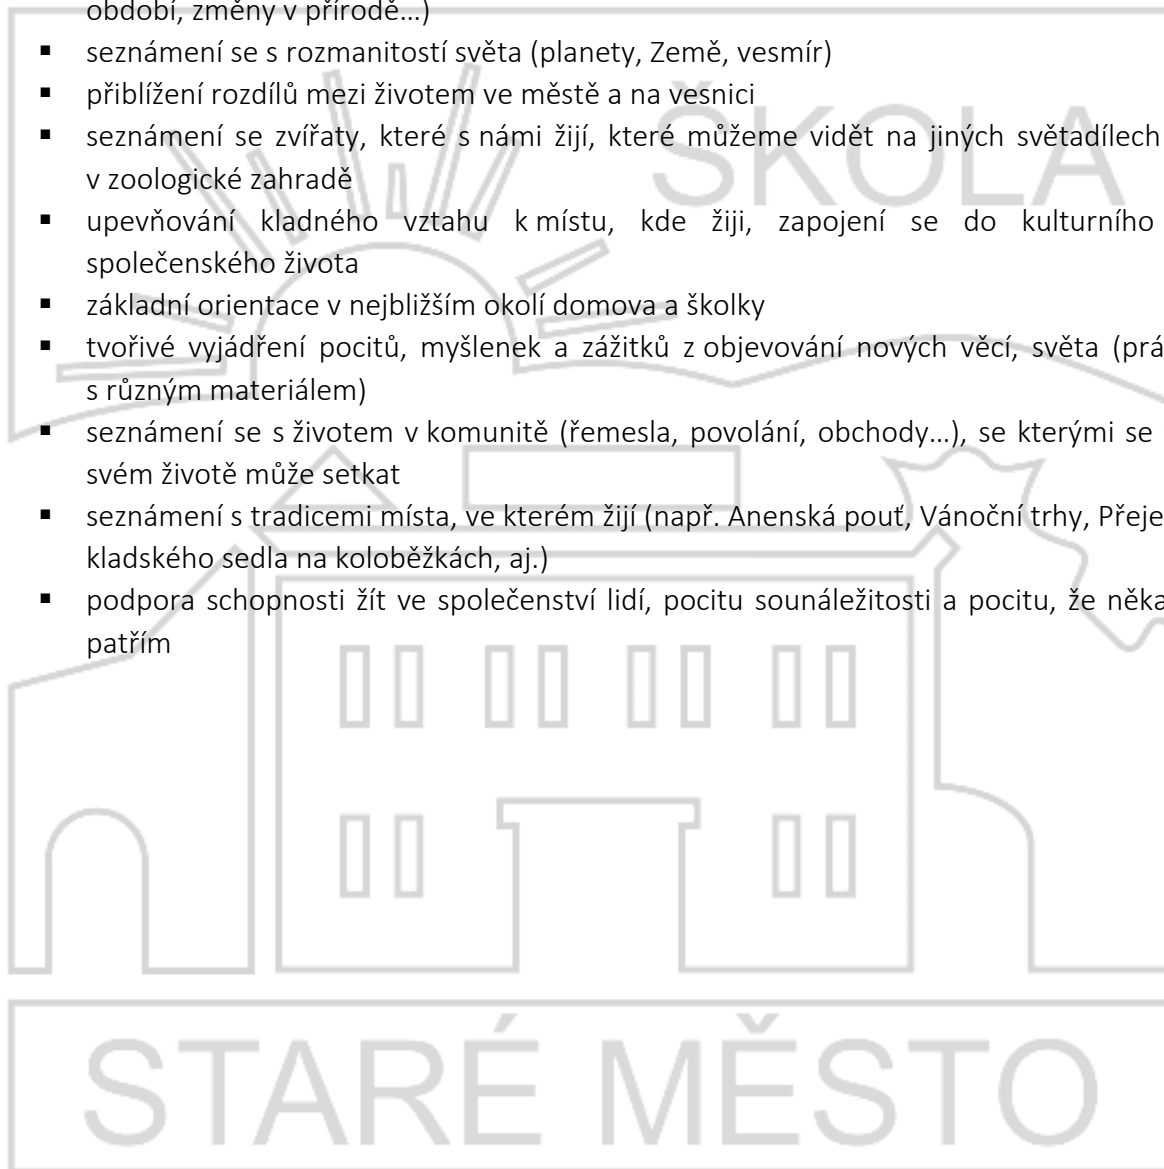 období, změny v přírodě…)
▪ seznámení se s rozmanitostí světa (planety, Země, vesmír)
▪ přiblížení rozdílů mezi životem ve městě a na vesnici
▪ seznámení se zvířaty, které s námi žijí, které můžeme vidět na jiných světadílech
v zoologické zahradě
▪ upevňování kladného vztahu k místu, kde žiji, zapojení se do kulturního
společenského života
▪ základní orientace v nejbližším okolí domova a školky
▪ tvořivé vyjádření pocitů, myšlenek a zážitků z objevování nových věcí, světa (prá
s různým materiálem)
▪ seznámení se s životem v komunitě (řemesla, povolání, obchody…), se kterými se
svém životě může setkat
▪ seznámení s tradicemi místa, ve kterém žijí (např. Anenská pouť, Vánoční trhy, Přeje
kladského sedla na koloběžkách, aj.)
▪ podpora schopnosti žít ve společenství lidí, pocitu sounáležitosti a pocitu, že něka
patřím
ŠKOLA
STARÉ MĚSTO